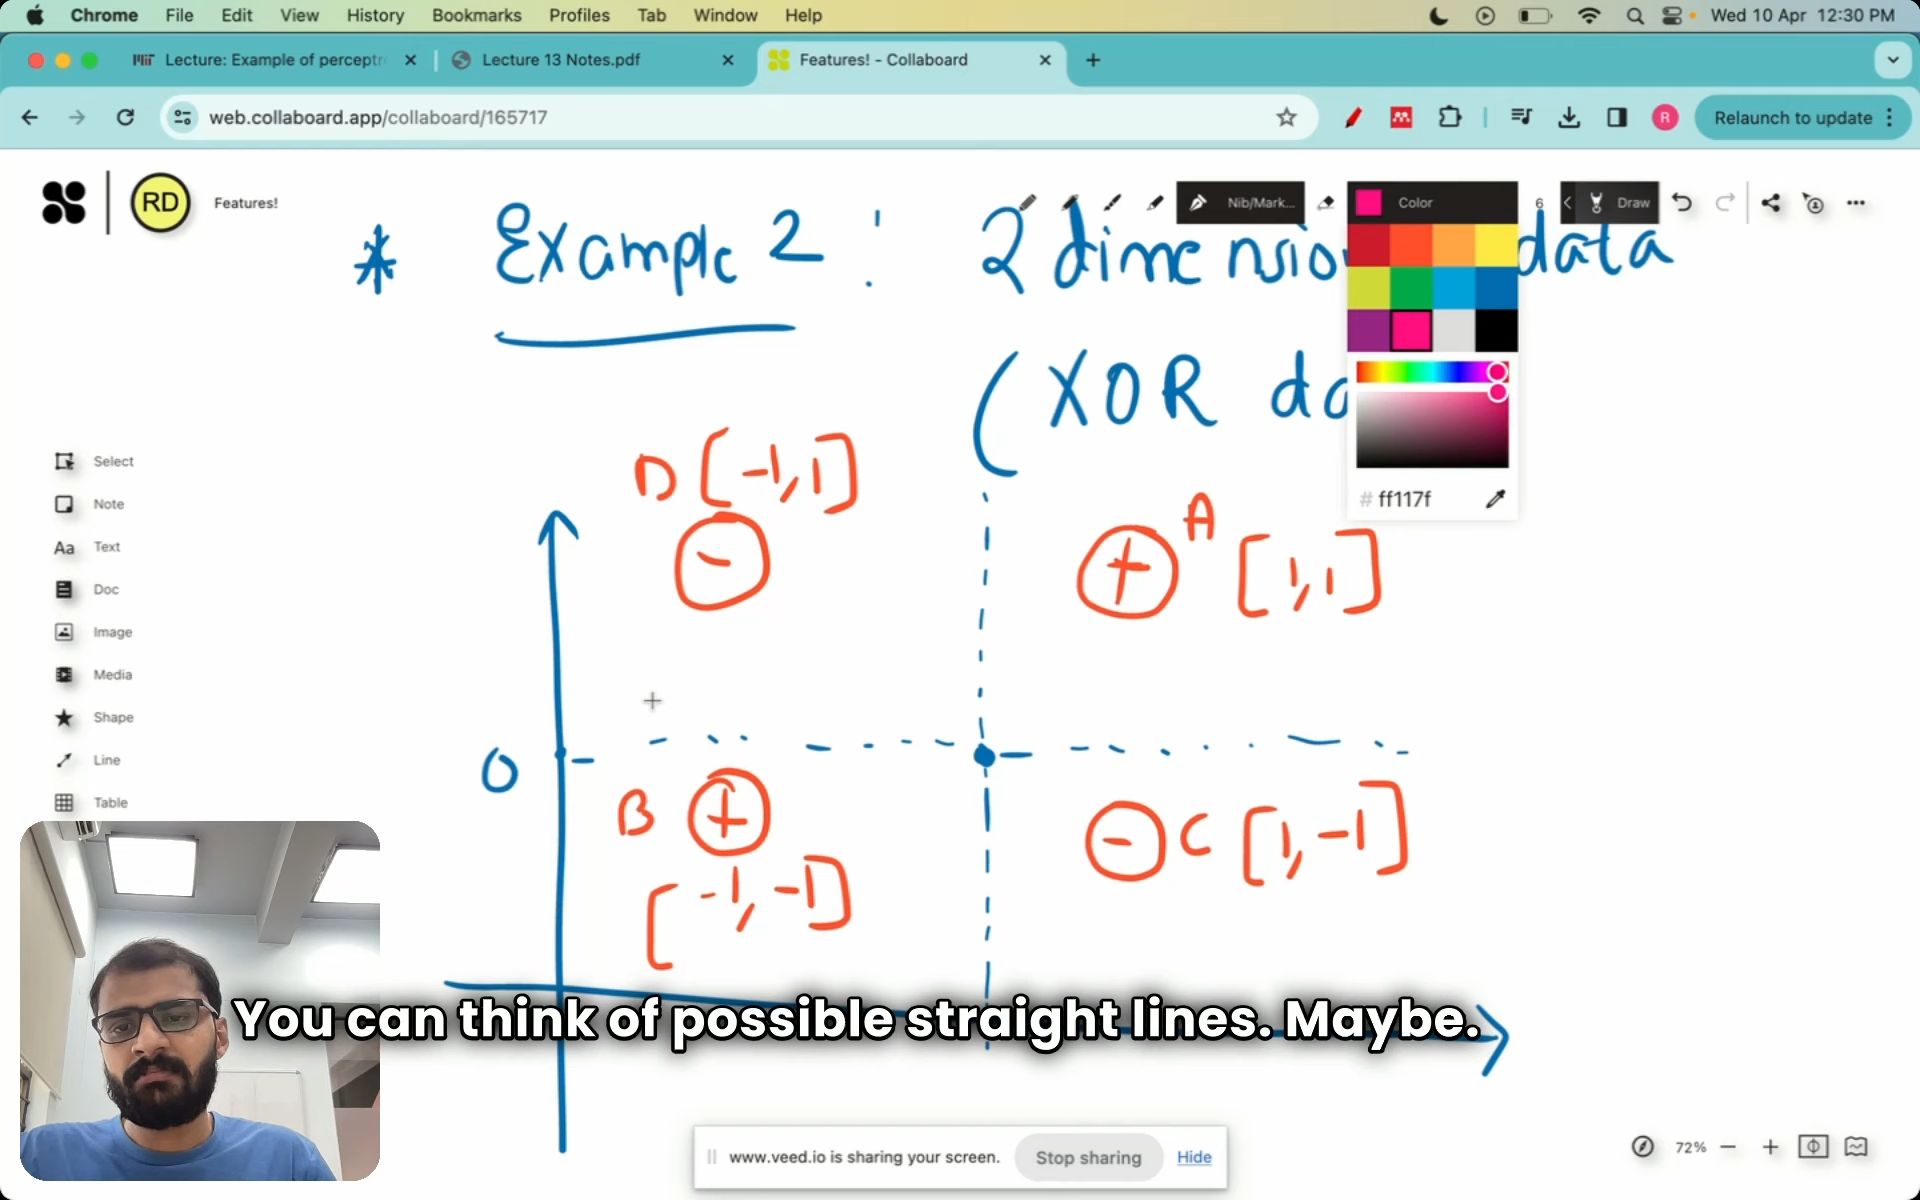 Chrome File Edit View History Bookmarks Profiles Tab Window Help Wed 10 Apr 12:30 PM
Lecture: Example of perceptr Lecture 13 Notes.pdf Features! - Collaboard
web.collaboard.app/collaboard/165717 R Relaunch to update
RD Features! Nib/Mark... Color 6 Draw
* Example 2 : 2 dimensio data
(XOR da
# ff117f
Select
Note
Aa Text
Doc
Image
Media
Shape
Line
Table
D [-1,1]
-
+ A [1,1]
0
B +
[-1, -1]
- C [1, -1]
You can think of possible straight lines. Maybe.
www.veed.io is sharing your screen. Stop sharing Hide
72% − +